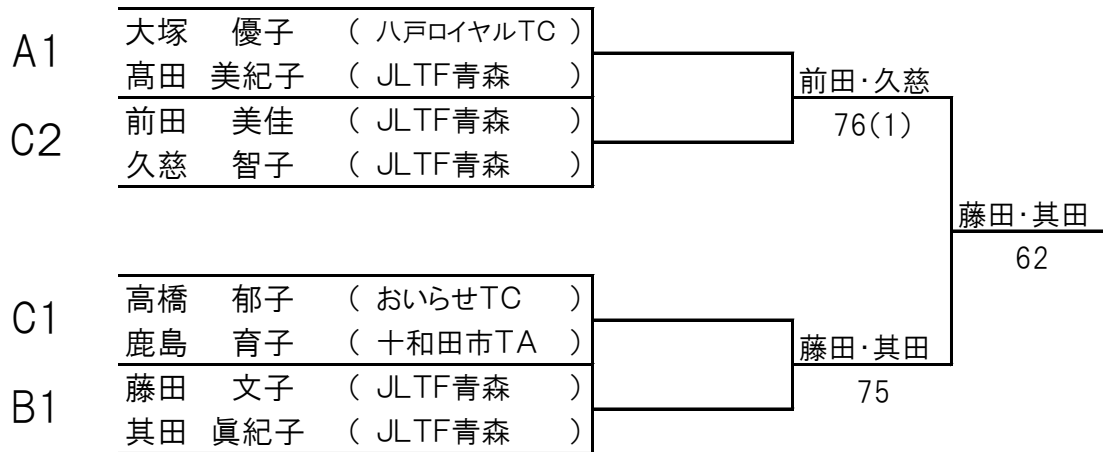 A1
大塚 優子 ( 八戸ロイヤルTC )
髙田 美紀子 ( JLTF青森 )
C2
前田 美佳 ( JLTF青森 )
久慈 智子 ( JLTF青森 )
前田・久慈
76(1)
藤田・其田
62
C1
高橋 郁子 ( おいらせTC )
鹿島 育子 ( 十和田市TA )
B1
藤田 文子 ( JLTF青森 )
其田 眞紀子 ( JLTF青森 )
藤田・其田
75